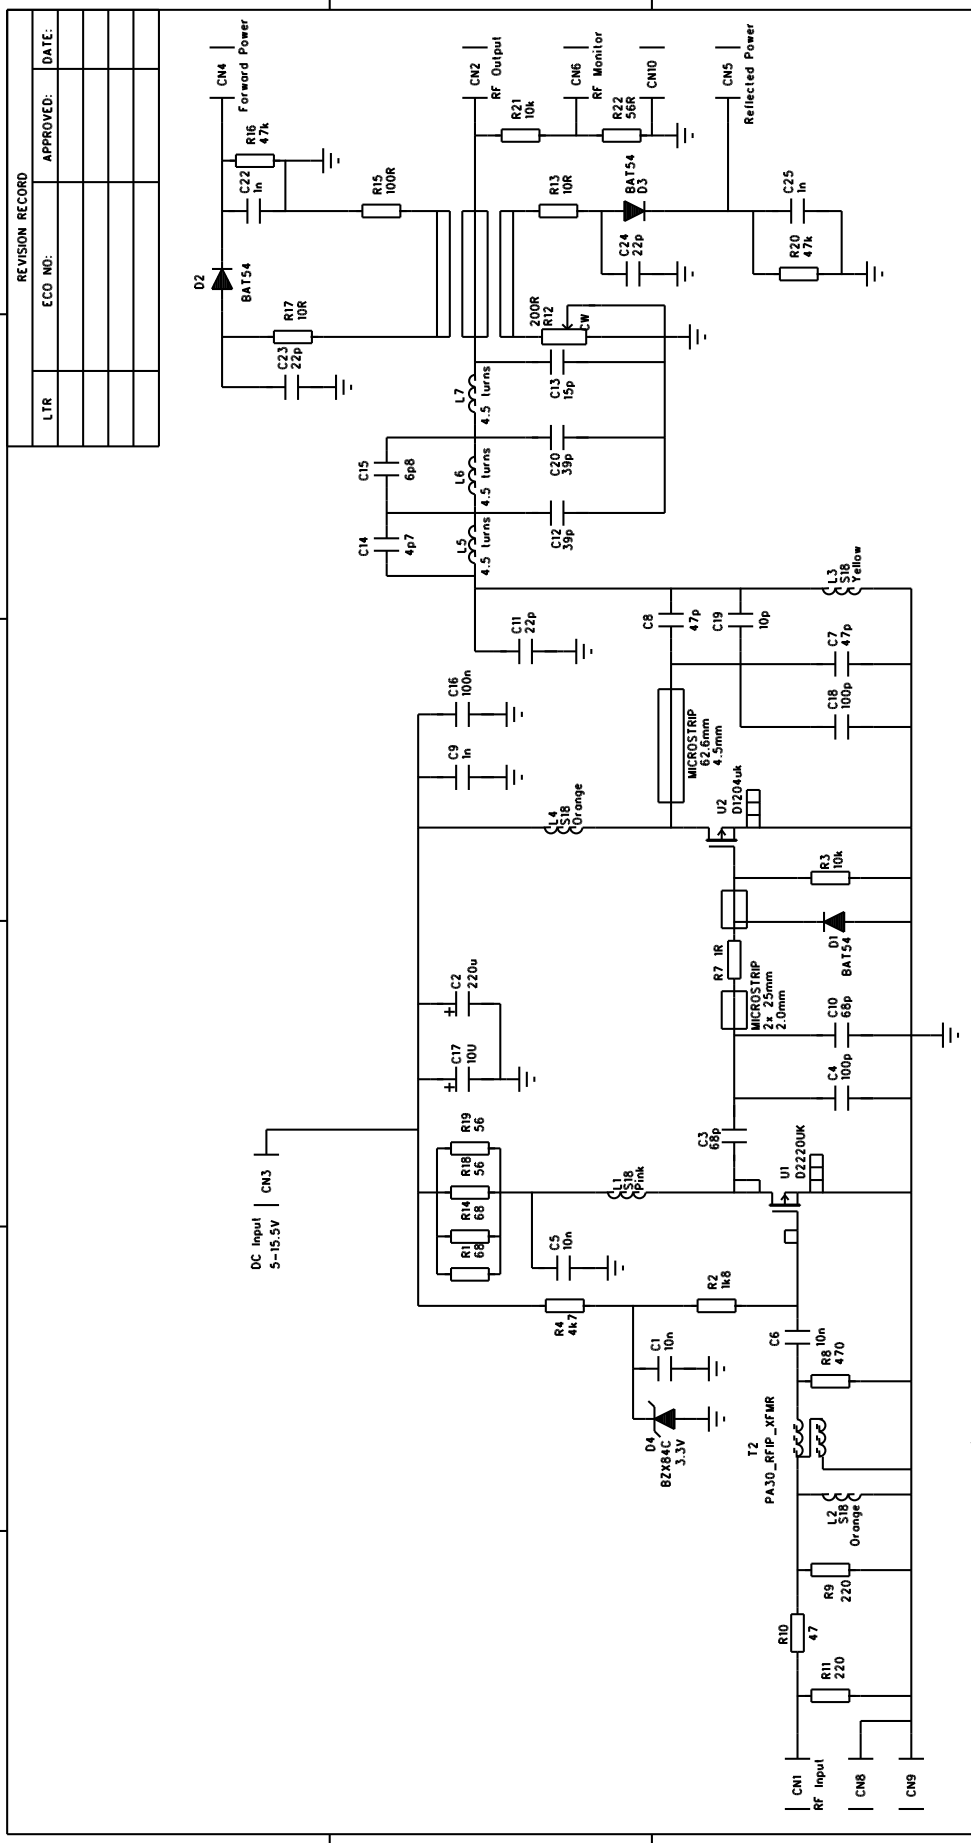 REVISION RECORD
LTR
ECO NO:
APPROVED:
DATE:
CN4
Forward Power
R16
47k
C22
1n
D2
BAT54
R17
10R
C23
22p
R15
100R
CN2
RF Output
R21
10k
CN6
RF Monitor
R22
56R
CN10
CN5
Reflected Power
R13
10R
BAT54
D3
C24
22p
C25
1n
R20
47k
200R
R12
CW
C13
15p
L7
4.5 turns
C15
6p8
L6
4.5 turns
C20
39p
C14
4p7
L5
4.5 turns
C12
39p
C11
22p
C8
47p
C19
10p
L3
S18
Yellow
C7
47p
C18
100p
C16
100n
C9
1n
MICROSTRIP
62.6mm
4.5mm
L4
S18
Orange
U2
D1204uk
R3
10k
D1
BAT54
R7 1R
MICROSTRIP
2x 25mm
2.0mm
C10
68p
C4
100p
C2
220u
+
C17
10U
+
C3
68p
CN3
DC Input
5-15.5V
R19
56
R18
56
R14
68
R1
68
L1
S18
Pink
U1
D2220UK
C5
10n
R4
4k7
R2
1k8
C1
10n
D4
BZX84C
3.3V
C6
10n
R8
470
T2
PA30_RFIP_XFMR
L2
S18
Orange
R9
220
R10
47
R11
220
CN1
RF Input
CN8
CN9